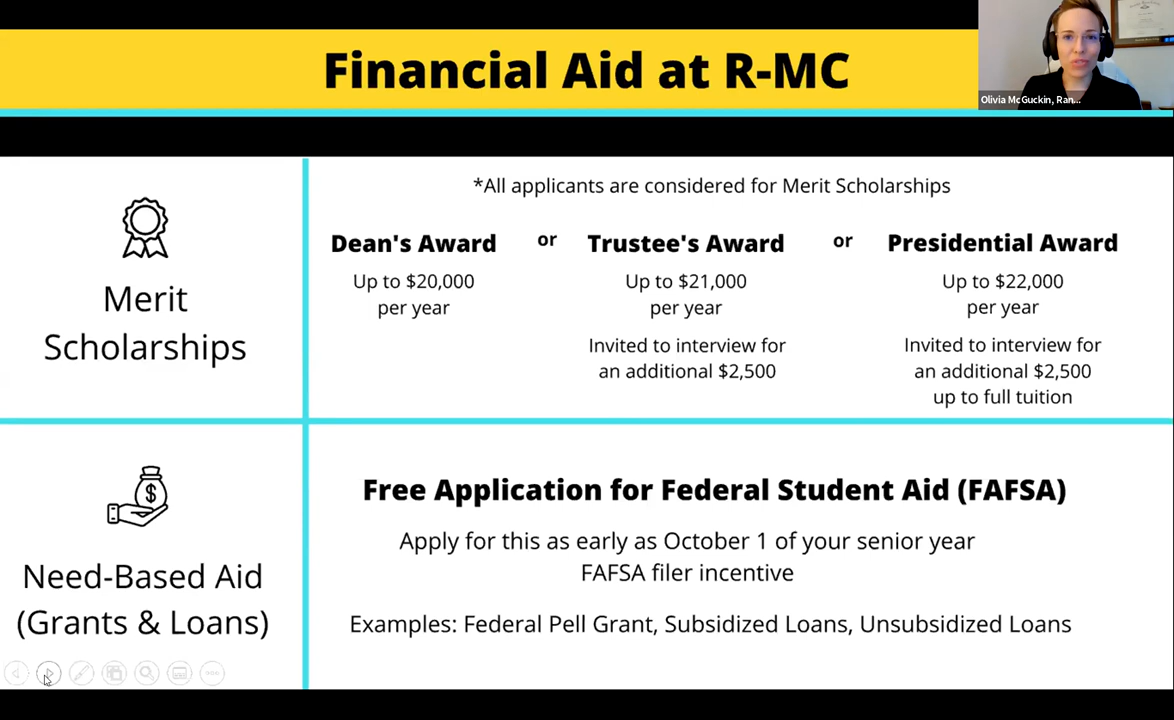 Financial Aid at R-MC
Olivia McGuckin, Ran...
*All applicants are considered for Merit Scholarships
Merit
Scholarships
Dean's Award
Up to $20,000
per year
or
Trustee's Award
Up to $21,000
per year
Invited to interview for
an additional $2,500
or
Presidential Award
Up to $22,000
per year
Invited to interview for
an additional $2,500
up to full tuition
$
Need-Based Aid
(Grants & Loans)
Free Application for Federal Student Aid (FAFSA)
Apply for this as early as October 1 of your senior year
FAFSA filer incentive
Examples: Federal Pell Grant, Subsidized Loans, Unsubsidized Loans